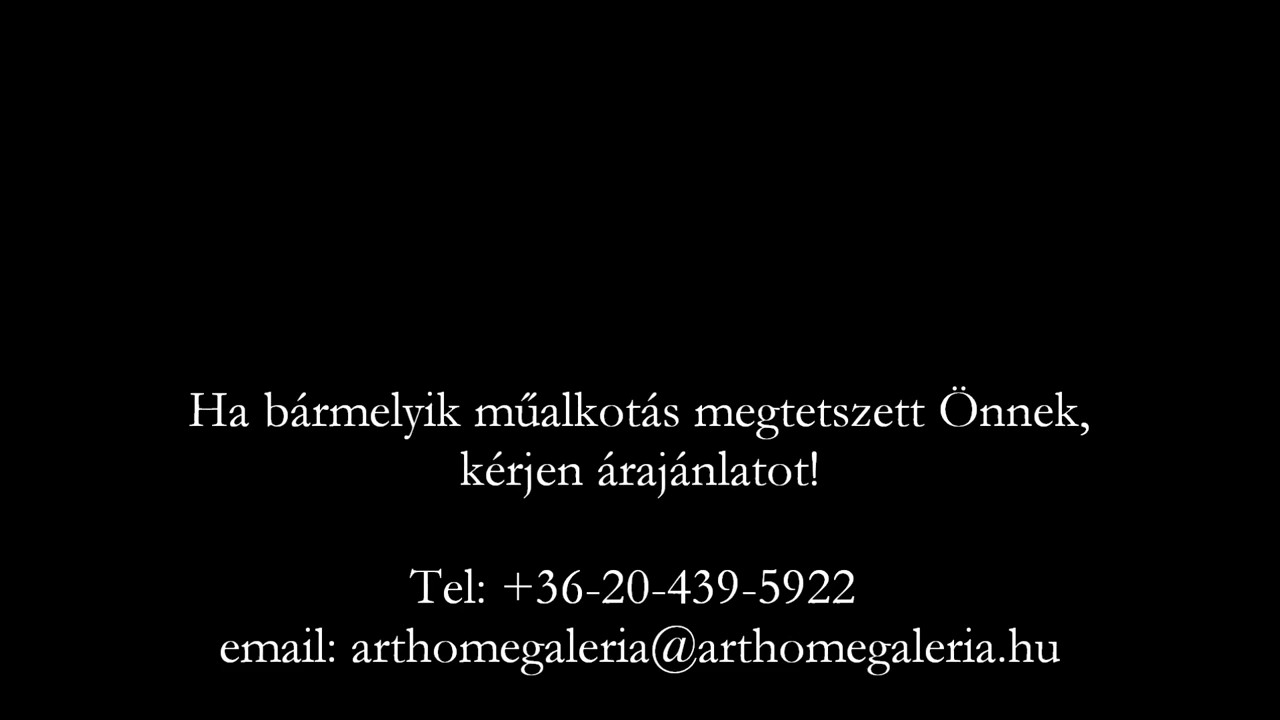 Ha bármelyik műalkotás megtetszett Önnek,
kérjen árajánlatot!
Tel: +36-20-439-5922
email: arthomegaleria@arthomegaleria.hu